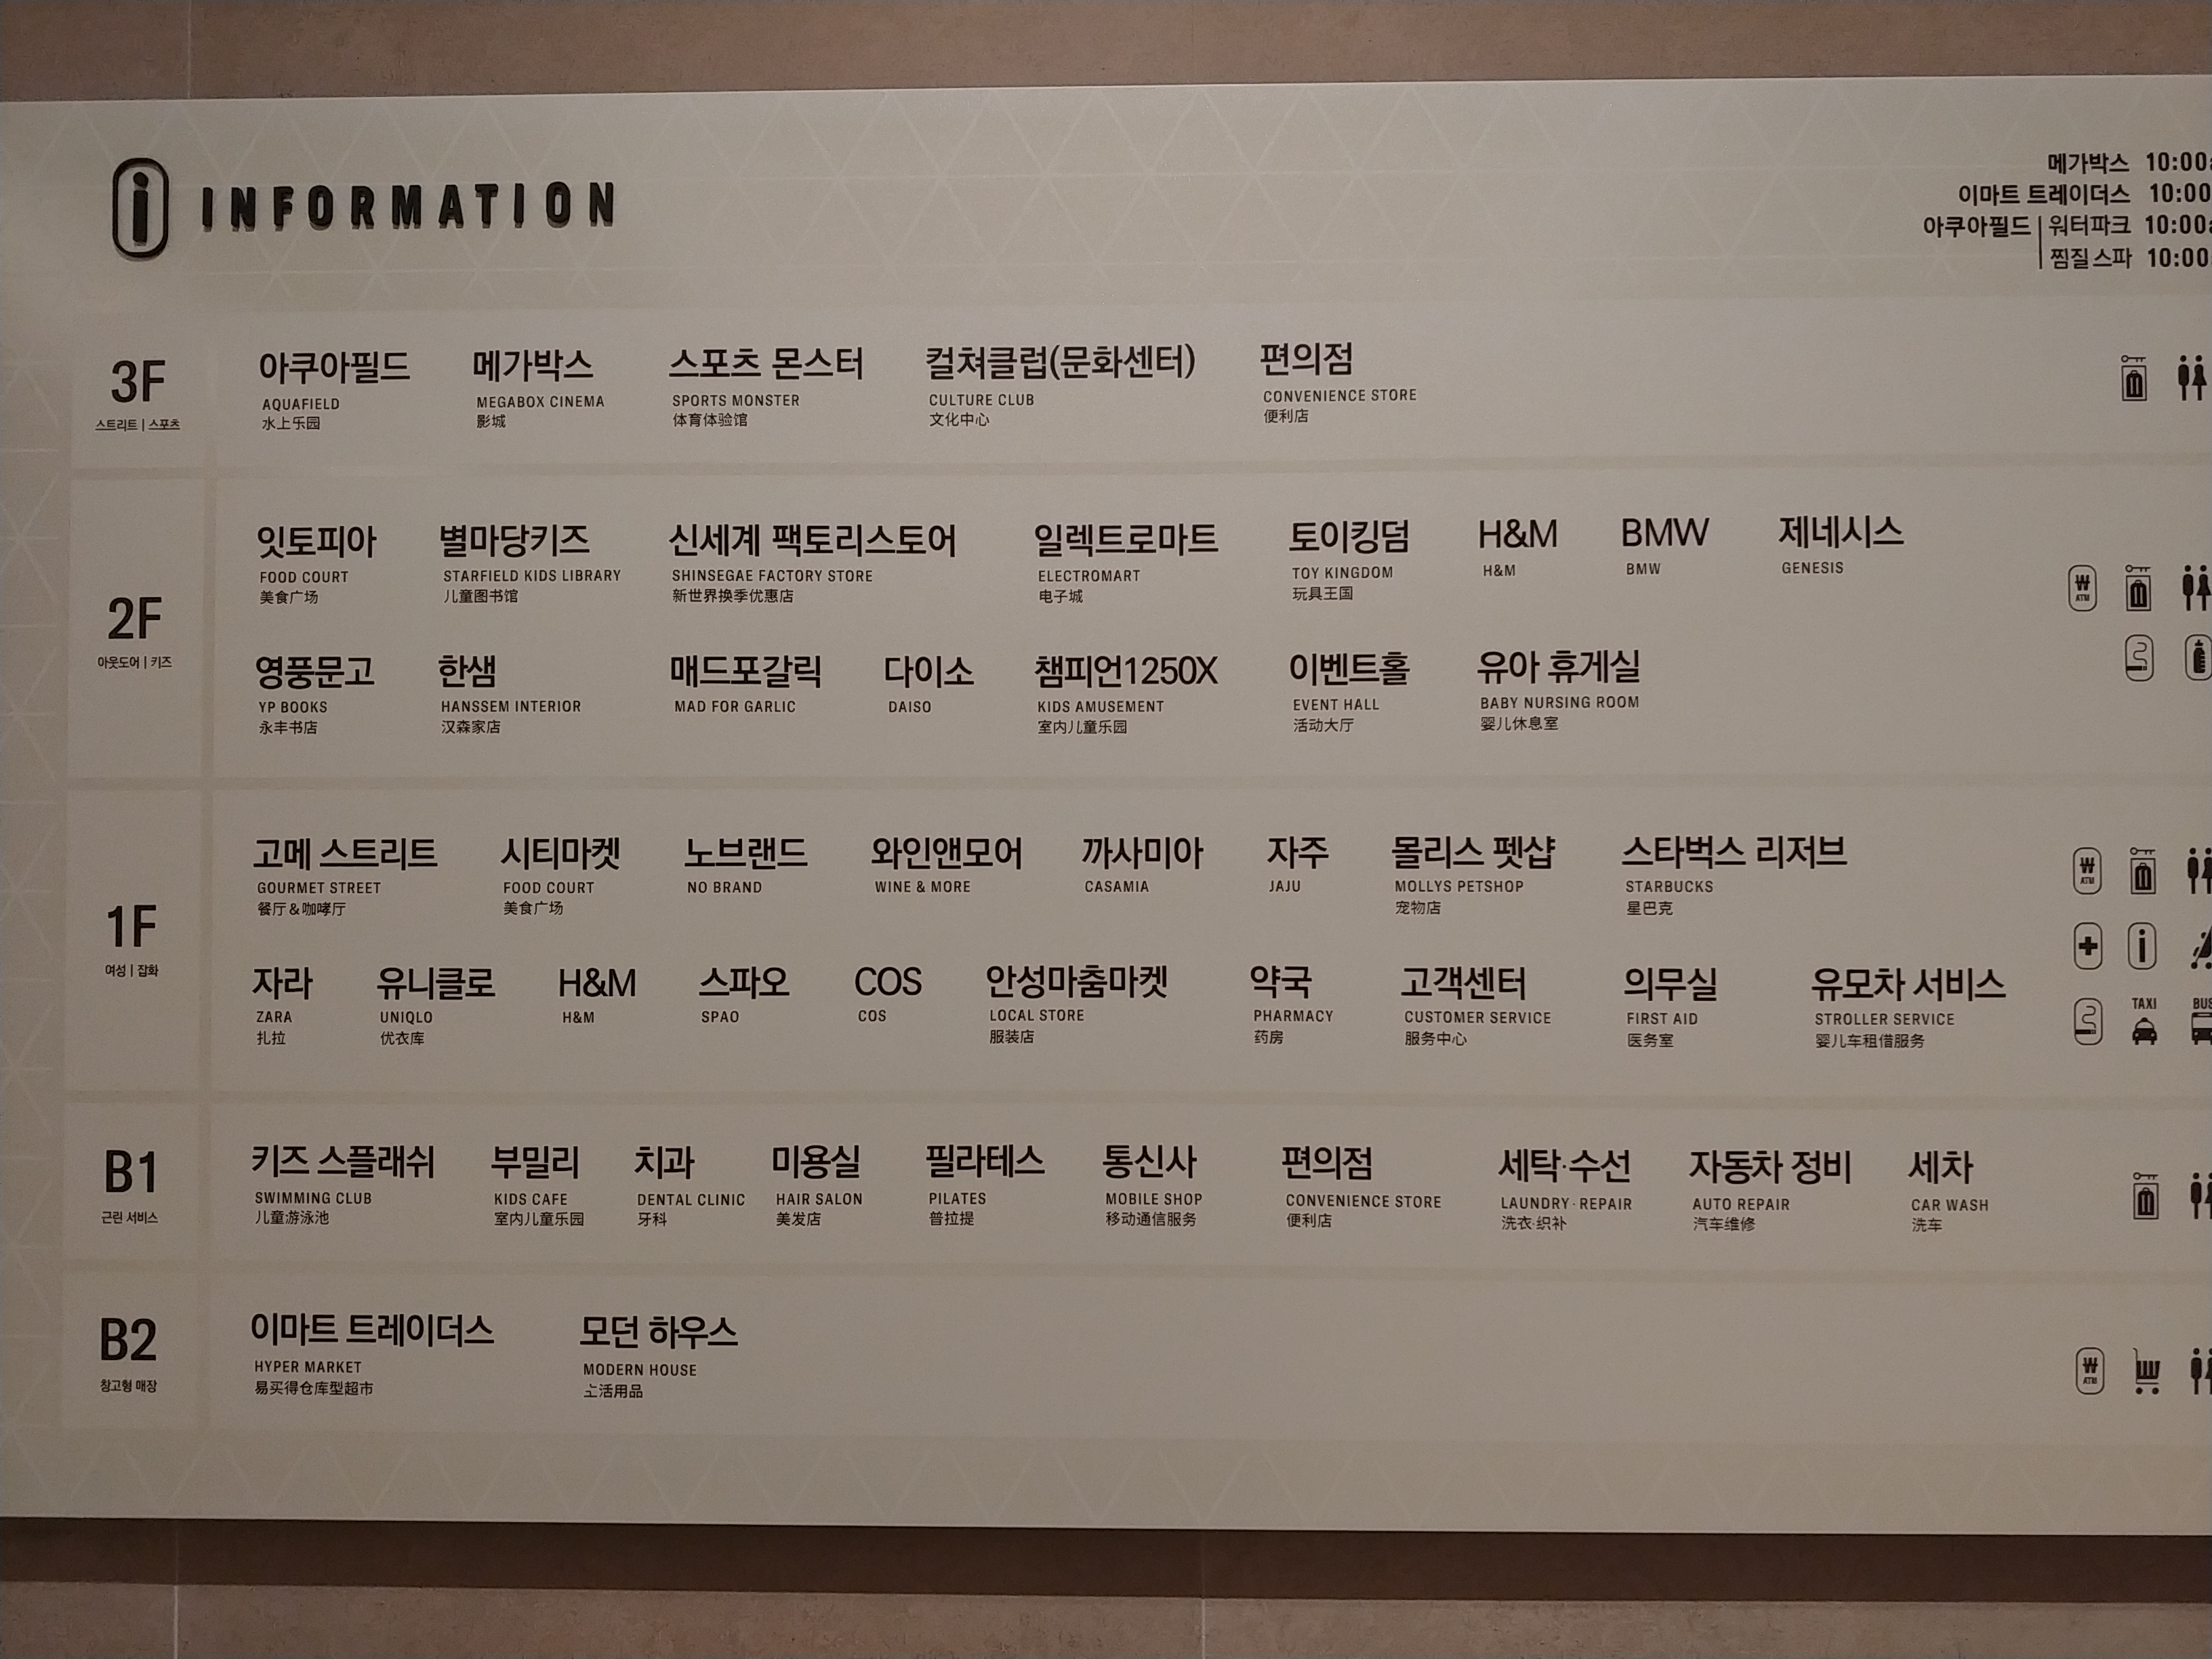 i INFORMATION
메가박스 10:00
이마트 트레이더스 10:00
아쿠아필드 | 워터파크 10:00
찜질스파 10:00
3F
스트리트 | 스포츠
아쿠아필드 메가박스 스포츠 몬스터 컬쳐클럽(문화센터) 편의점
AQUAFIELD MEGABOX CINEMA SPORTS MONSTER CULTURE CLUB CONVENIENCE STORE
水上乐园 影城 体育体验馆 文化中心 便利店
2F
아웃도어 | 키즈
잇토피아 별마당키즈 신세계 팩토리스토어 일렉트로마트 토이킹덤 H&M BMW 제네시스
FOOD COURT STARFIELD KIDS LIBRARY SHINSEGAE FACTORY STORE ELECTROMART TOY KINGDOM H&M BMW GENESIS
美食广场 儿童图书馆 新世界换季优惠店 电子城 玩具王国
영풍문고 한샘 매드포갈릭 다이소 챔피언1250X 이벤트홀 유아 휴게실
YP BOOKS HANSSEM INTERIOR MAD FOR GARLIC DAISO KIDS AMUSEMENT EVENT HALL BABY NURSING ROOM
永丰书店 汉森家店 室内儿童乐园 活动大厅 婴儿休息室
₩ ATM
1F
여성 | 잡화
고메 스트리트 시티마켓 노브랜드 와인앤모어 까사미아 자주 몰리스 펫샵 스타벅스 리저브
GOURMET STREET FOOD COURT NO BRAND WINE & MORE CASAMIA JAJU MOLLYS PETSHOP STARBUCKS
餐厅&咖哮厅 美食广场 宠物店 星巴克
자라 유니클로 H&M 스파오 COS 안성마춤마켓 약국 고객센터 의무실 유모차 서비스
ZARA UNIQLO H&M SPAO COS LOCAL STORE PHARMACY CUSTOMER SERVICE FIRST AID STROLLER SERVICE
扎拉 优衣库 服装店 药房 服务中心 医务室 婴儿车租借服务
₩ ATM
i
TAXI BUS
B1
근린 서비스
키즈 스플래쉬 부밀리 치과 미용실 필라테스 통신사 편의점 세탁·수선 자동차 정비 세차
SWIMMING CLUB KIDS CAFE DENTAL CLINIC HAIR SALON PILATES MOBILE SHOP CONVENIENCE STORE LAUNDRY·REPAIR AUTO REPAIR CAR WASH
儿童游泳池 室内儿童乐园 牙科 美发店 普拉提 移动通信服务 便利店 洗衣·织补 汽车维修 洗车
B2
창고형 매장
이마트 트레이더스 모던 하우스
HYPER MARKET MODERN HOUSE
易买得仓库型超市 生活用品
₩ ATM